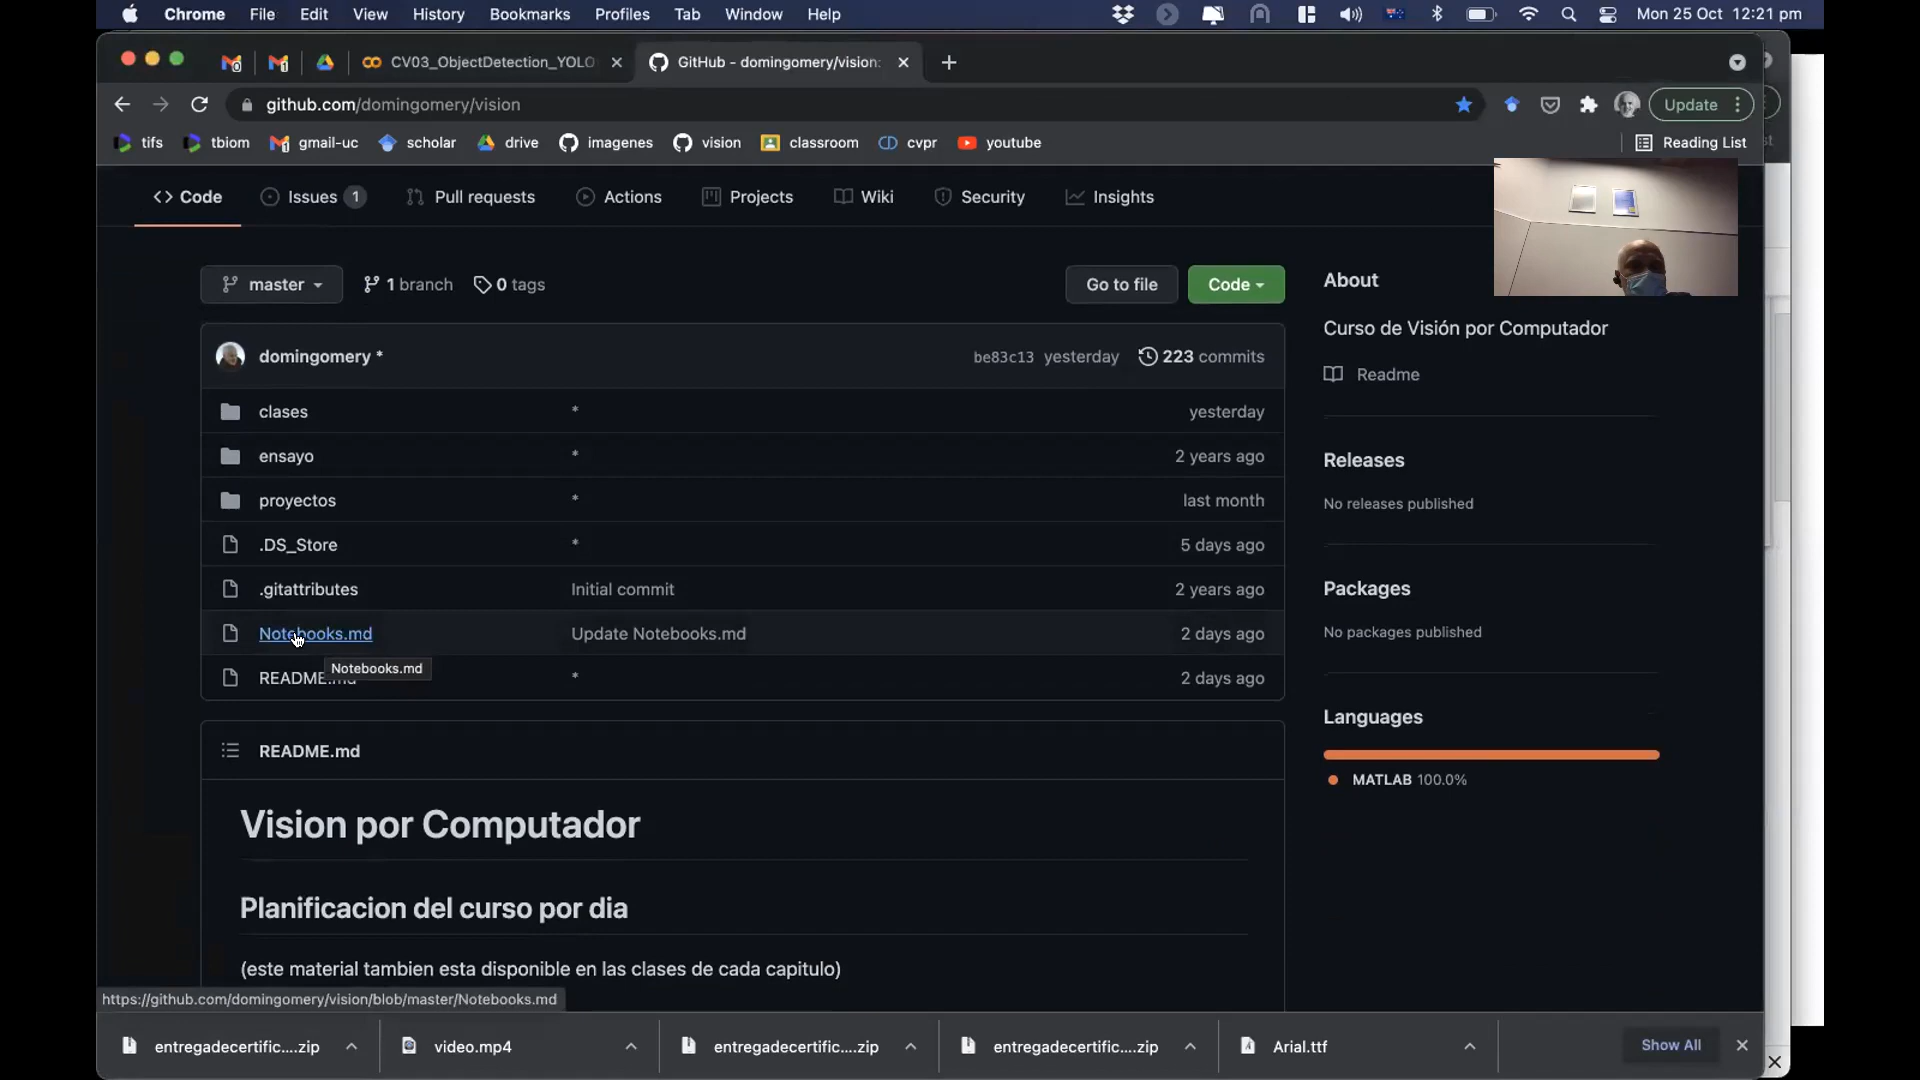 Chrome File Edit View History Bookmarks Profiles Tab Window Help Mon 25 Oct 12:21 pm
CV03_ObjectDetection_YOLO GitHub - domingomery/vision:
github.com/domingomery/vision Update
tifs tbiom gmail-uc scholar drive imagenes vision classroom cvpr youtube Reading List
Code Issues 1 Pull requests Actions Projects Wiki Security Insights
master 1 branch 0 tags Go to file Code
About
Curso de Visión por Computador
Readme
domingomery * be83c13 yesterday 223 commits
clases * yesterday
ensayo * 2 years ago
proyectos * last month
.DS_Store * 5 days ago
.gitattributes Initial commit 2 years ago
Notebooks.md Update Notebooks.md 2 days ago
Notebooks.md
README.md * 2 days ago
Releases
No releases published
Packages
No packages published
Languages
MATLAB 100.0%
README.md
Vision por Computador
Planificacion del curso por dia
(este material tambien esta disponible en las clases de cada capitulo)
https://github.com/domingomery/vision/blob/master/Notebooks.md
entregadecertific....zip video.mp4 entregadecertific....zip entregadecertific....zip Arial.ttf Show All